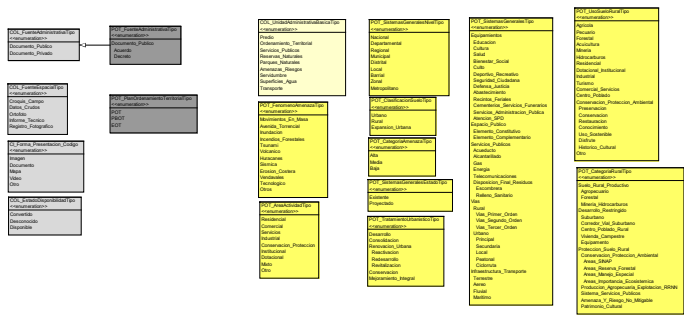 COL_FuenteAdministrativaTipo
<<enumeration>>
Documento_Publico
Documento_Privado
POT_FuenteAdministrativaTipo
<<enumeration>>
Documento_Publico
Acuerdo
Decreto
COL_FuenteEspacialTipo
<<enumeration>>
Croquis_Campo
Datos_Crudos
Ortofoto
Informe_Tecnico
Registro_Fotografico
POT_PlanOrdenamientoTerritorialTipo
<<enumeration>>
POT
PBOT
EOT
CI_Forma_Presentacion_Codigo
<<enumeration>>
Imagen
Documento
Mapa
Video
Otro
COL_EstadoDisponibilidadTipo
<<enumeration>>
Convertido
Desconocido
Disponible
COL_UnidadAdministrativaBasicaTipo
<<enumeration>>
Predio
Ordenamiento_Territorial
Servicios_Publicos
Reservas_Naturales
Parques_Naturales
Amenazas_Riesgos
Servidumbre
Superficies_Agua
Transporte
POT_FenomenoAmenazaTipo
<<enumeration>>
Movimientos_En_Masa
Avenida_Torrencial
Inundacion
Incendios_Forestales
Tsunami
Volcanico
Huracanes
Sismica
Erosion_Costera
Vendavales
Tecnologico
Otros
POT_AreaActividadTipo
<<enumeration>>
Residencial
Comercial
Servicios
Industrial
Conservacion_Proteccion
Institucional
Dotacional
Mixto
Otro
POT_SistemasGeneralesNivelTipo
<<enumeration>>
Nacional
Departamental
Regional
Municipal
Distrital
Local
Barrial
Zonal
Metropolitano
POT_ClasificacionSueloTipo
<<enumeration>>
Urbano
Rural
Expansion_Urbana
POT_CategoriaAmenazaTipo
<<enumeration>>
Alta
Media
Baja
POT_SistemasGeneralesEstadoTipo
<<enumeration>>
Existente
Proyectado
POT_TratamientoUrbanisticoTipo
<<enumeration>>
Desarrollo
Consolidacion
Renovacion_Urbana
Reactivacion
Redesarrollo
Revitalizacion
Conservacion
Mejoramiento_Integral
POT_SistemasGeneralesTipo
<<enumeration>>
Equipamientos
Educacion
Cultura
Salud
Bienestar_Social
Culto
Deportivo_Recreativo
Seguridad_Ciudadana
Defensa_Justicia
Abastecimiento
Recintos_Feriales
Cementerios_Servicios_Funerarios
Servicios_Administracion_Publica
Atencion_SPD
Espacio_Publico
Elemento_Constitutivo
Elemento_Complementario
Servicios_Publicos
Acueducto
Alcantarillado
Gas
Energia
Telecomunicaciones
Disposicion_Final_Residuos
Escombrera
Relleno_Sanitario
Vias
Rural
Vias_Primer_Orden
Vias_Segundo_Orden
Vias_Tercer_Orden
Urbano
Principal
Secundaria
Local
Peatonal
Ciclorruta
Infraestructura_Transporte
Terrestre
Aereo
Fluvial
Maritimo
POT_UsoSueloRuralTipo
<<enumeration>>
Agricola
Pecuario
Forestal
Acuicultura
Mineria
Hidrocarburos
Residencial
Dotacional_Institucional
Industrial
Turismo
Comercial_Servicios
Centro_Poblado
Conservacion_Proteccion_Ambiental
Preservacion
Conservacion
Restauracion
Conocimiento
Uso_Sostenible
Disfrute
Historico_Cultural
Otro
POT_CategoriaRuralTipo
<<enumeration>>
Suelo_Rural_Productivo
Agropecuario
Forestal
Mineria_Hidrocarburos
Desarrollo_Restringido
Suburbano
Corredor_Vial_Suburbano
Centro_Poblado_Rural
Vivienda_Campestre
Equipamiento
Proteccion_Suelo_Rural
Conservacion_Proteccion_Ambiental
Areas_SINAP
Areas_Reserva_Forestal
Areas_Manejo_Especial
Areas_Importancia_Ecosistemica
Produccion_Agropecuaria_Explotacion_RRNN
Sistema_Servicios_Publicos
Amenaza_Y_Riesgo_No_Mitigable
Patrimonio_Cultural